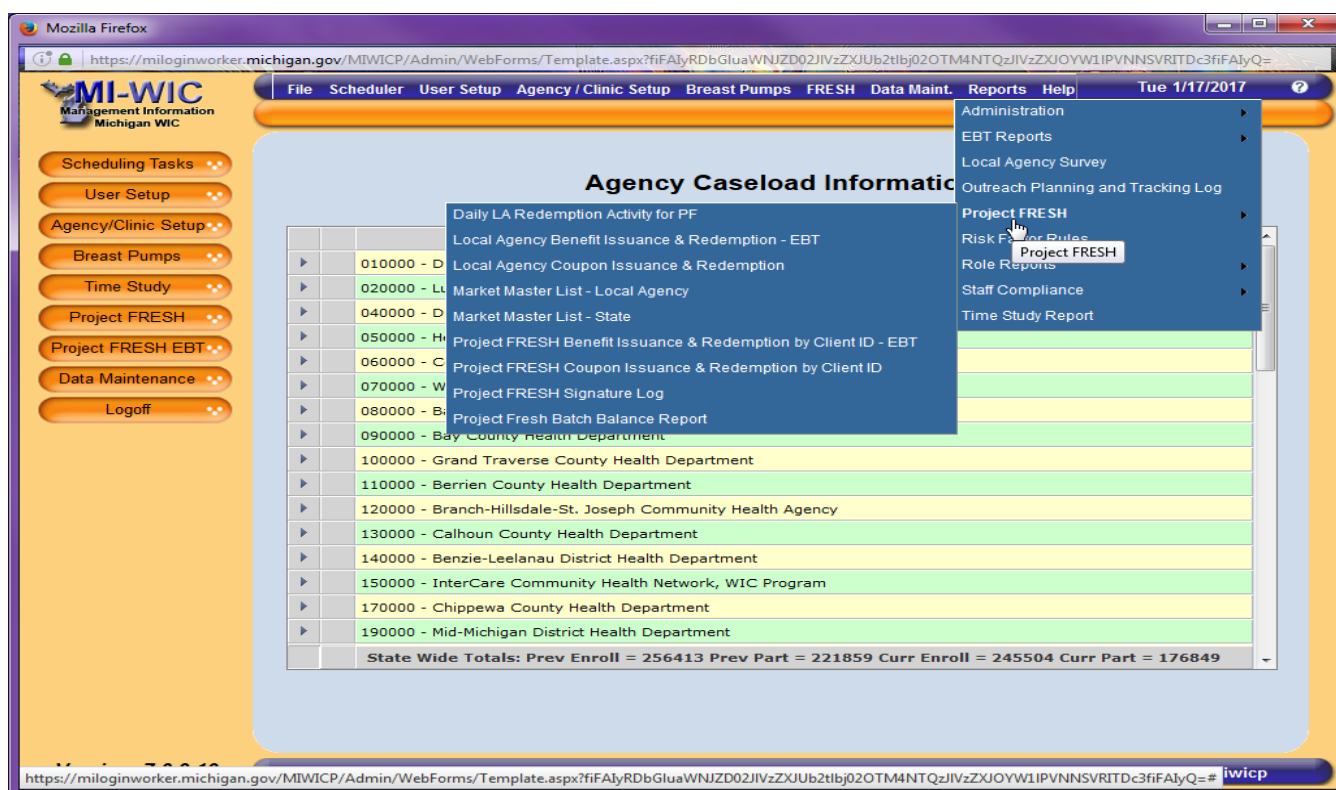 Mozilla Firefox
https://miloginworker.michigan.gov/MIWICP/Admin/WebForms/Template.aspx?fiFAIyRDbGluaWNJZD02JIVzZXJUb2tlbj02OTM4NTQzJIVzZXJOYW1lPVNNSVRITDc3fiFAIyQ=
MI-WIC
Management Information
Michigan WIC
File Scheduler User Setup Agency / Clinic Setup Breast Pumps FRESH Data Maint. Reports Help Tue 1/17/2017 ?
Scheduling Tasks
User Setup
Agency/Clinic Setup
Breast Pumps
Time Study
Project FRESH
Project FRESH EBT
Data Maintenance
Logoff
Administration
EBT Reports
Local Agency Survey
Outreach Planning and Tracking Log
Project FRESH
Risk Factor Rules
Project FRESH
Role Reports
Staff Compliance
Time Study Report
Agency Caseload Informatio
Daily LA Redemption Activity for PF
Local Agency Benefit Issuance & Redemption - EBT
Local Agency Coupon Issuance & Redemption
Market Master List - Local Agency
Market Master List - State
Project FRESH Benefit Issuance & Redemption by Client ID - EBT
Project FRESH Coupon Issuance & Redemption by Client ID
Project FRESH Signature Log
Project Fresh Batch Balance Report
010000 - D
020000 - Lu
040000 - D
050000 - He
060000 - C
070000 - W
080000 - Ba
090000 - Bay County Health Department
100000 - Grand Traverse County Health Department
110000 - Berrien County Health Department
120000 - Branch-Hillsdale-St. Joseph Community Health Agency
130000 - Calhoun County Health Department
140000 - Benzie-Leelanau District Health Department
150000 - InterCare Community Health Network, WIC Program
170000 - Chippewa County Health Department
190000 - Mid-Michigan District Health Department
State Wide Totals: Prev Enroll = 256413 Prev Part = 221859 Curr Enroll = 245504 Curr Part = 176849
https://miloginworker.michigan.gov/MIWICP/Admin/WebForms/Template.aspx?fiFAIyRDbGluaWNJZD02JIVzZXJUb2tlbj02OTM4NTQzJIVzZXJOYW1lPVNNSVRITDc3fiFAIyQ=#
iwicp